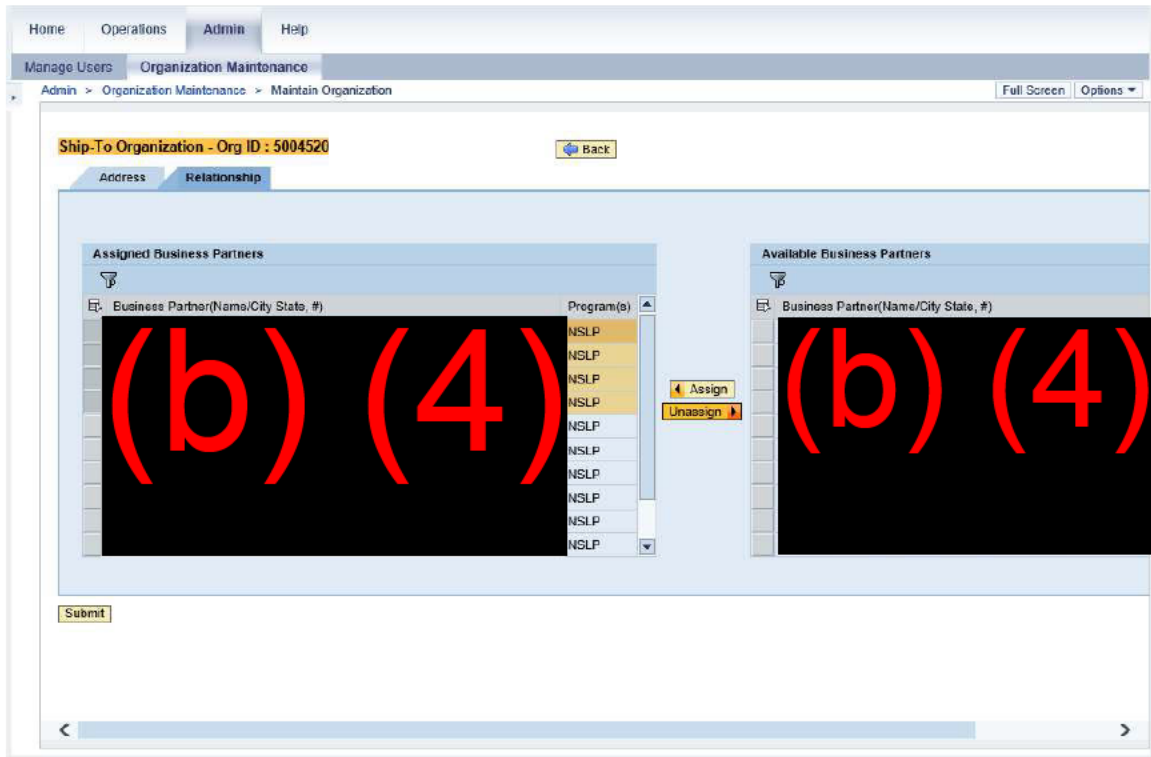 Home Operations Admin Help
Manage Users Organization Maintenance
Admin > Organization Maintenance > Maintain Organization Full Screen Options
Ship-To Organization - Org ID : 5004520 Back
Address Relationship
Assigned Business Partners Available Business Partners
Business Partner(Name/City State, #) Program(s) Business Partner(Name/City State, #)
(b) (4) (b) (4)
NSLP
NSLP
NSLP
NSLP
NSLP
NSLP
NSLP
NSLP
NSLP
NSLP
Assign
Unassign
Submit